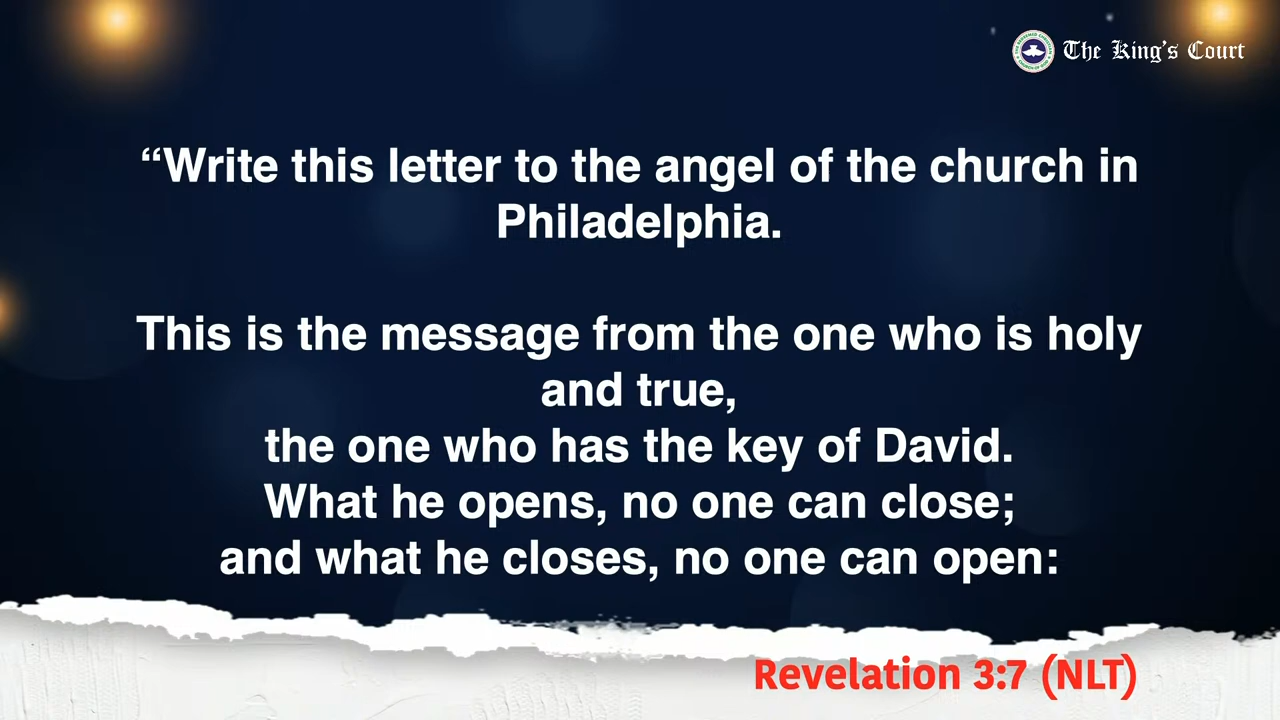 The King's Court
“Write this letter to the angel of the church in
Philadelphia.
This is the message from the one who is holy
and true,
the one who has the key of David.
What he opens, no one can close;
and what he closes, no one can open:
Revelation 3:7 (NLT)